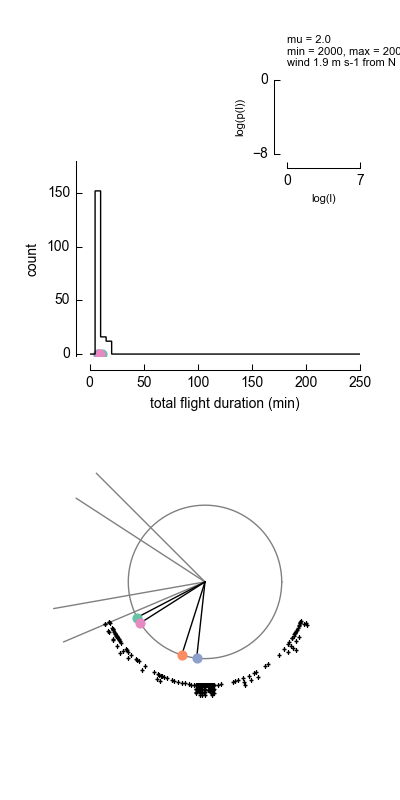 mu = 2.0
min = 2000, max = 200
wind 1.9 m s-1 from N
0
log(p(l))
−8
0 7
log(l)
150
100
count
50
0
0 50 100 150 200 250
total flight duration (min)